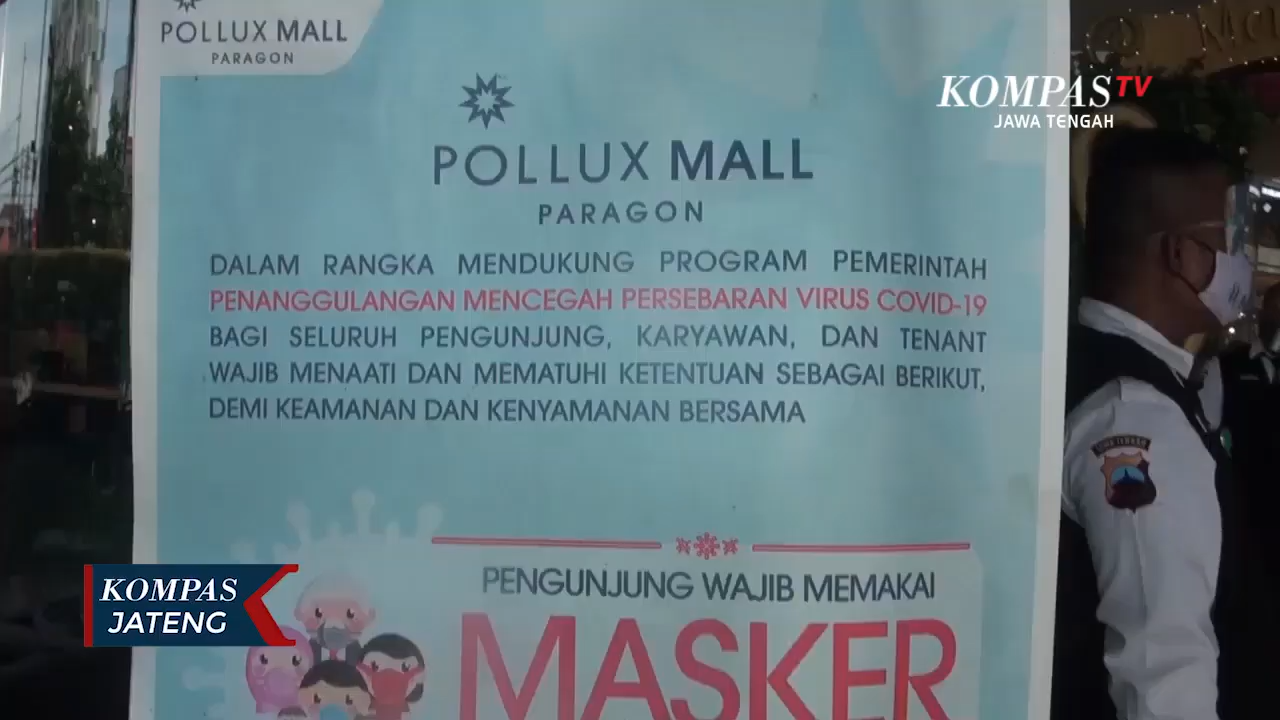 POLLUX MALL
PARAGON
KOMPAS TV
JAWA TENGAH
POLLUX MALL
PARAGON
DALAM RANGKA MENDUKUNG PROGRAM PEMERINTAH
PENANGGULANGAN MENCEGAH PERSEBARAN VIRUS COVID-19
BAGI SELURUH PENGUNJUNG, KARYAWAN, DAN TENANT
WAJIB MENAATI DAN MEMATUHI KETENTUAN SEBAGAI BERIKUT,
DEMI KEAMANAN DAN KENYAMANAN BERSAMA
PENGUNJUNG WAJIB MEMAKAI
MASKER
KOMPAS
JATENG